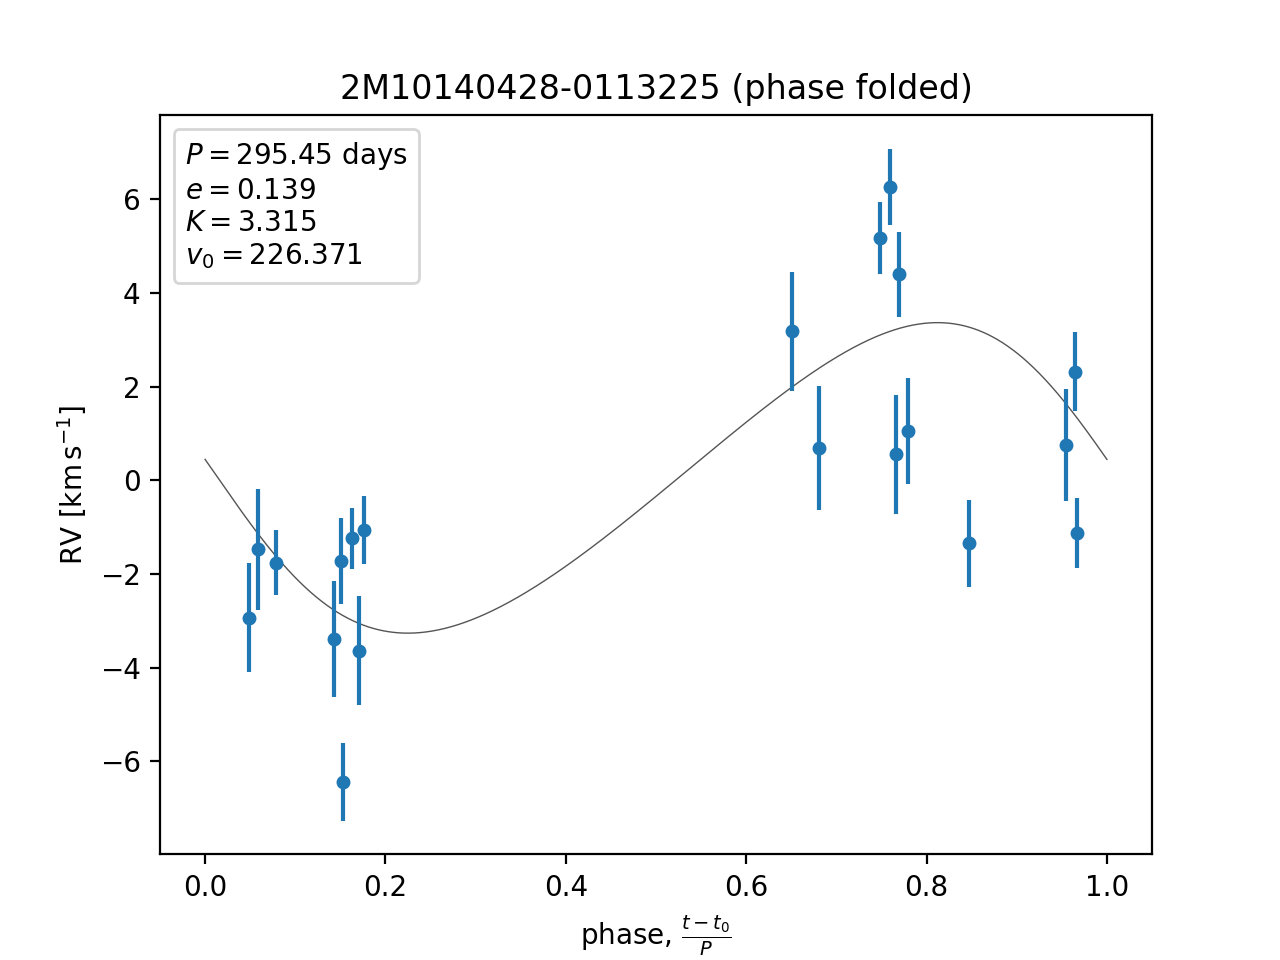 2M10140428-0113225 (phase folded)
P = 295.45 days
e = 0.139
K = 3.315
v₀ = 226.371
6
4
2
0
−2
−4
−6
RV [km s⁻¹]
0.0 0.2 0.4 0.6 0.8 1.0
phase, (t − t₀)/P